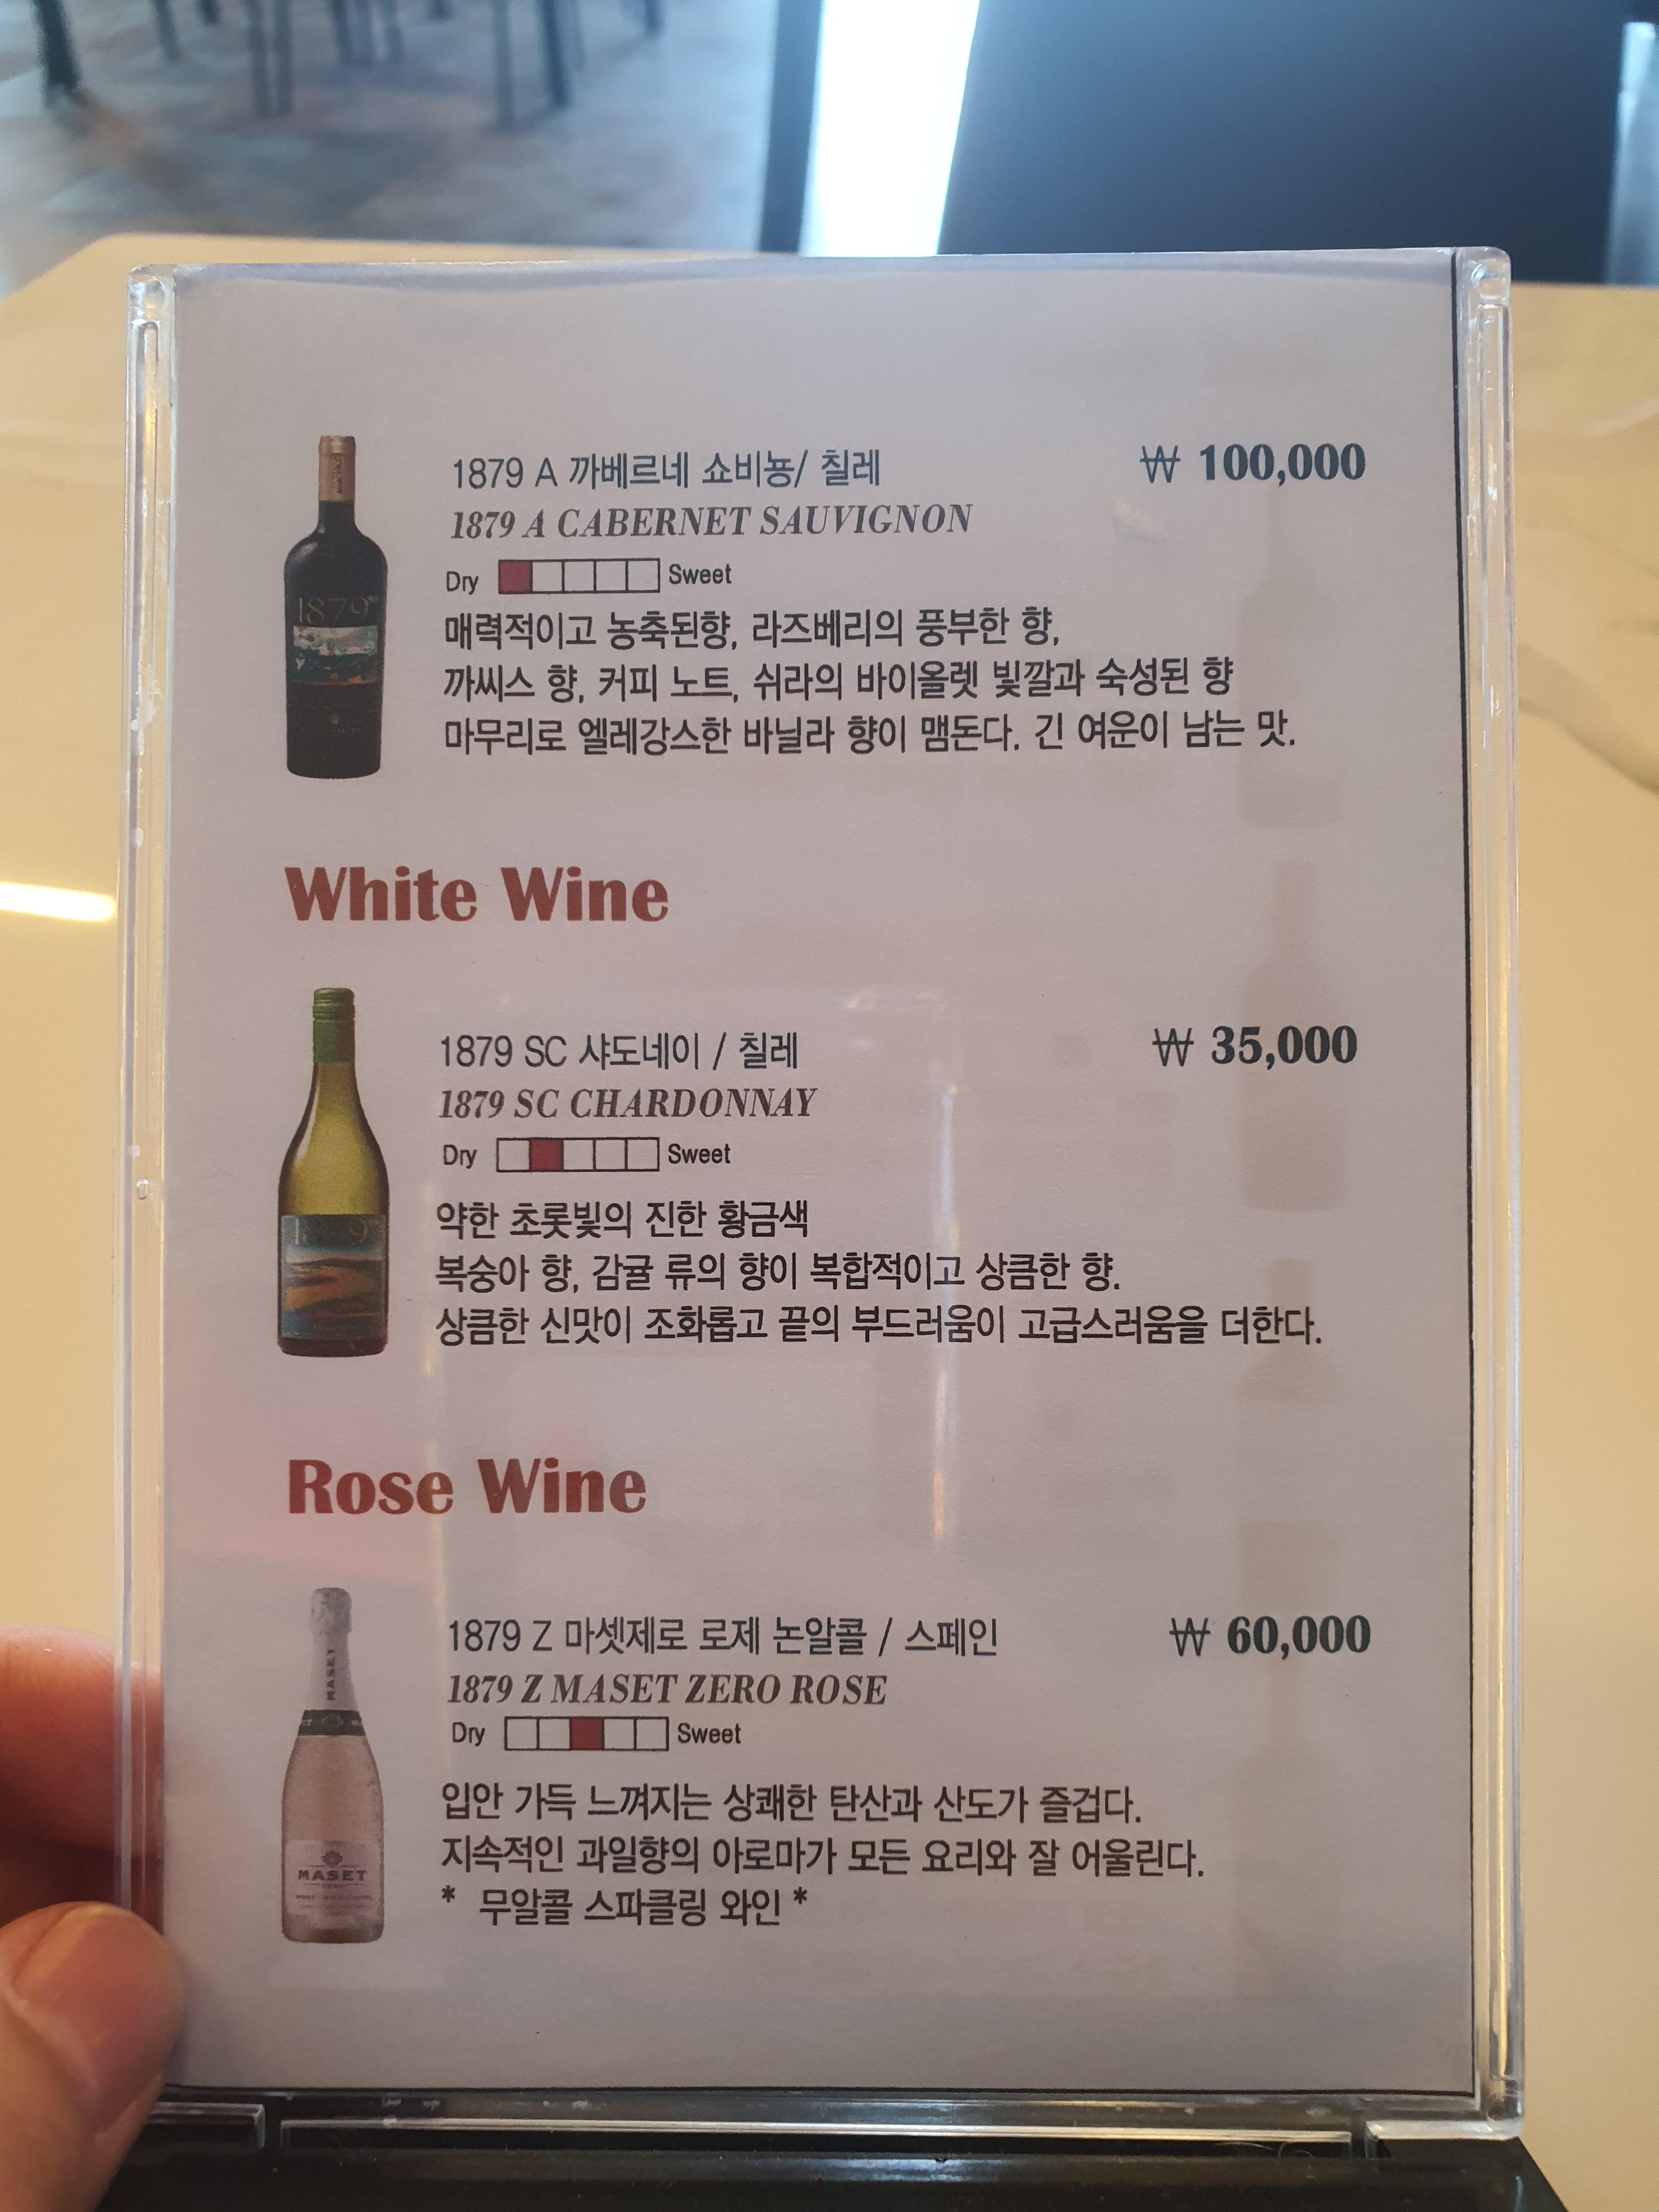 1879 A 까베르네 쇼비뇽/ 칠레
₩ 100,000
1879 A CABERNET SAUVIGNON
Dry Sweet
매력적이고 농축된향, 라즈베리의 풍부한 향,
까씨스 향, 커피 노트, 쉬라의 바이올렛 빛깔과 숙성된 향
마무리로 엘레강스한 바닐라 향이 맴돈다. 긴 여운이 남는 맛.
1879
White Wine
1879 SC 샤도네이 / 칠레
₩ 35,000
1879 SC CHARDONNAY
Dry Sweet
약한 초롯빛의 진한 황금색
복숭아 향, 감귤 류의 향이 복합적이고 상큼한 향.
상큼한 신맛이 조화롭고 끝의 부드러움이 고급스러움을 더한다.
Rose Wine
1879 Z 마셋제로 로제 논알콜 / 스페인
₩ 60,000
1879 Z MASET ZERO ROSE
Dry Sweet
입안 가득 느껴지는 상쾌한 탄산과 산도가 즐겁다.
지속적인 과일향의 아로마가 모든 요리와 잘 어울린다.
* 무알콜 스파클링 와인 *
MASET
MASET